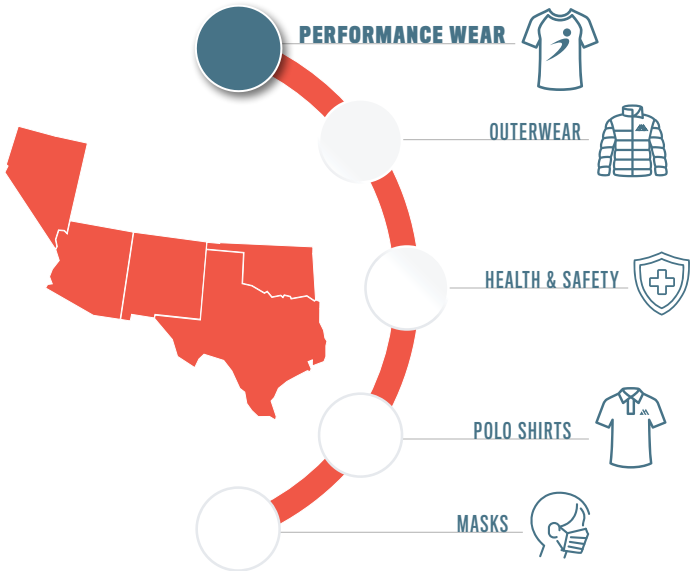 PERFORMANCE WEAR
OUTERWEAR
HEALTH & SAFETY
POLO SHIRTS
MASKS